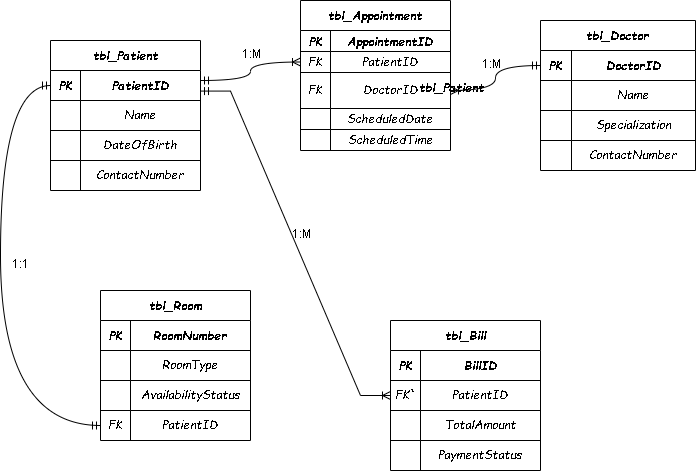 tbl_Patient
PK PatientID
Name
DateOfBirth
ContactNumber
1:M
tbl_Appointment
PK AppointmentID
FK PatientID
FK DoctorID
tbl_Patient
ScheduledDate
ScheduledTime
1:M
tbl_Doctor
PK DoctorID
Name
Specialization
ContactNumber
1:1
1:M
tbl_Room
PK RoomNumber
RoomType
AvailabilityStatus
FK PatientID
tbl_Bill
PK BillID
FK` PatientID
TotalAmount
PaymentStatus